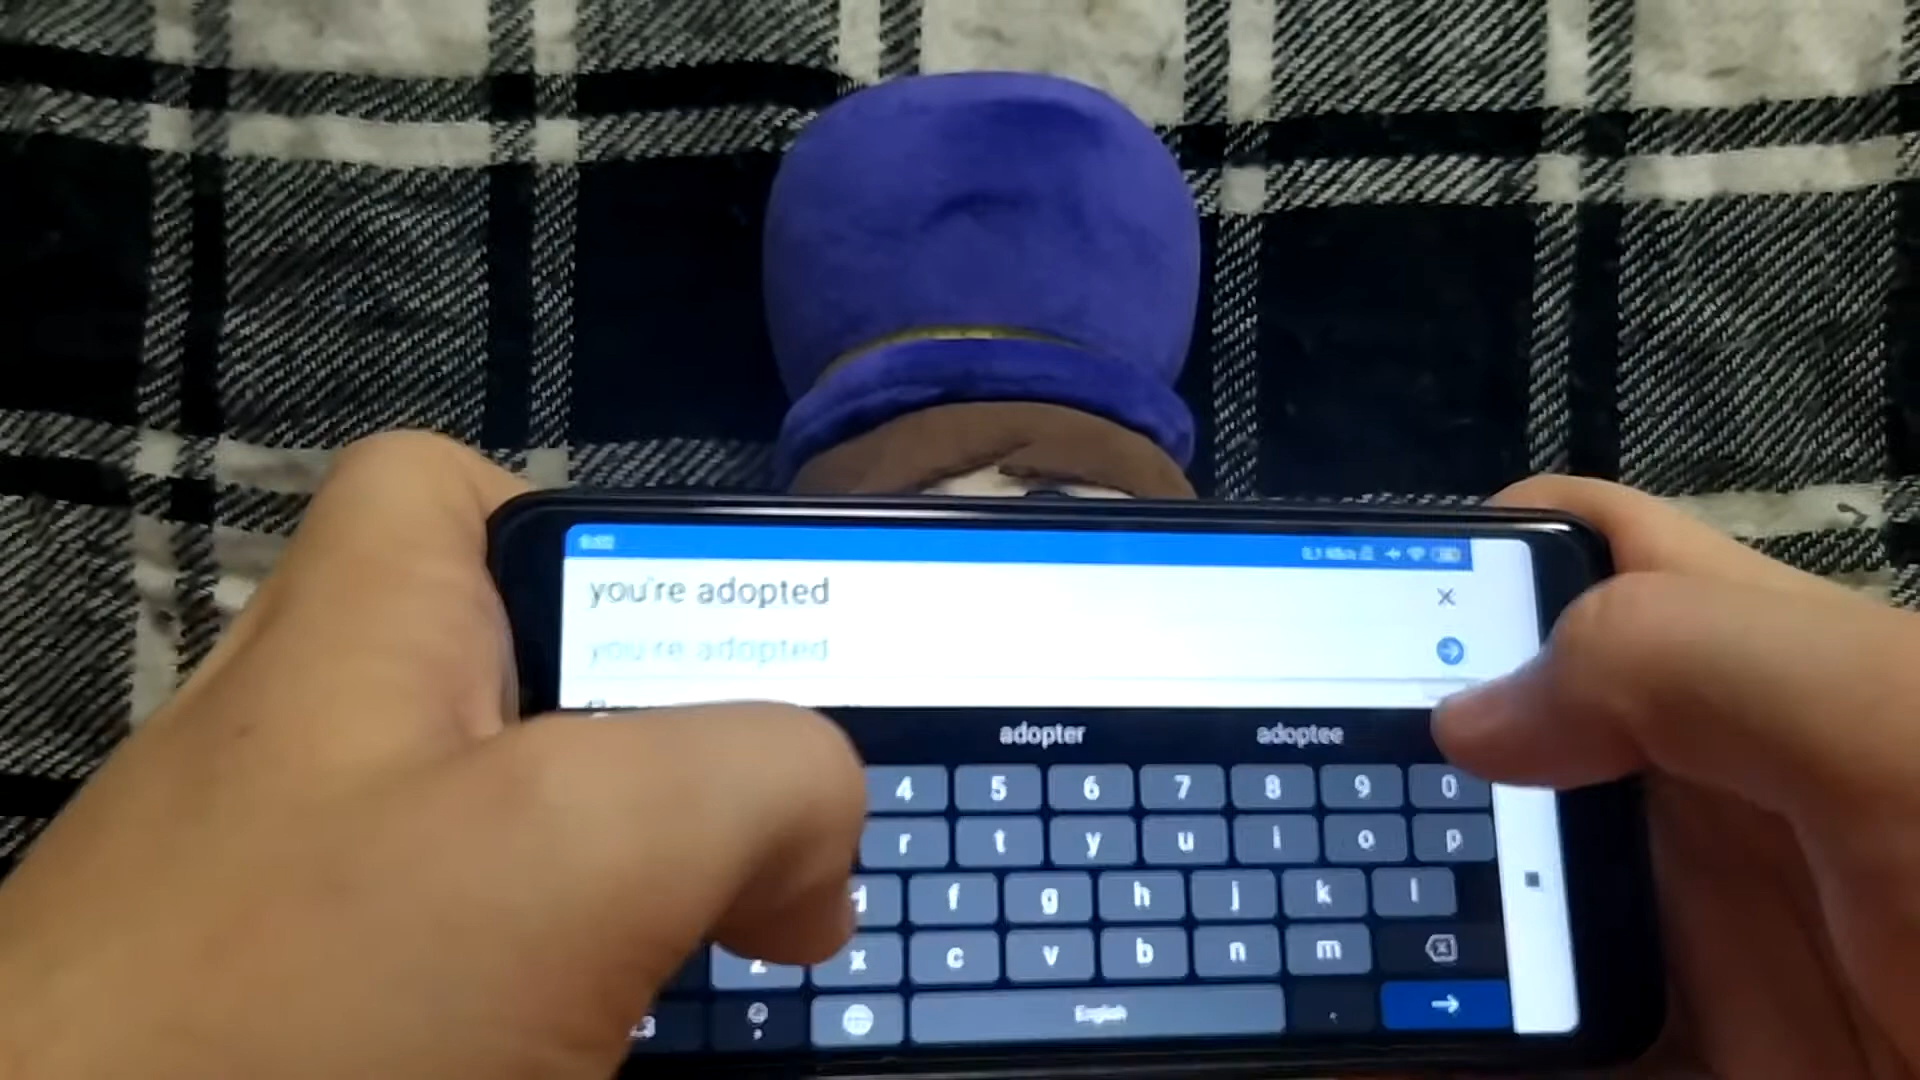 you're adopted
you're adopted
adopter adoptee
4 5 6 7 8 9 0
r t y u i o p
d f g h j k l
z x c v b n m
English .